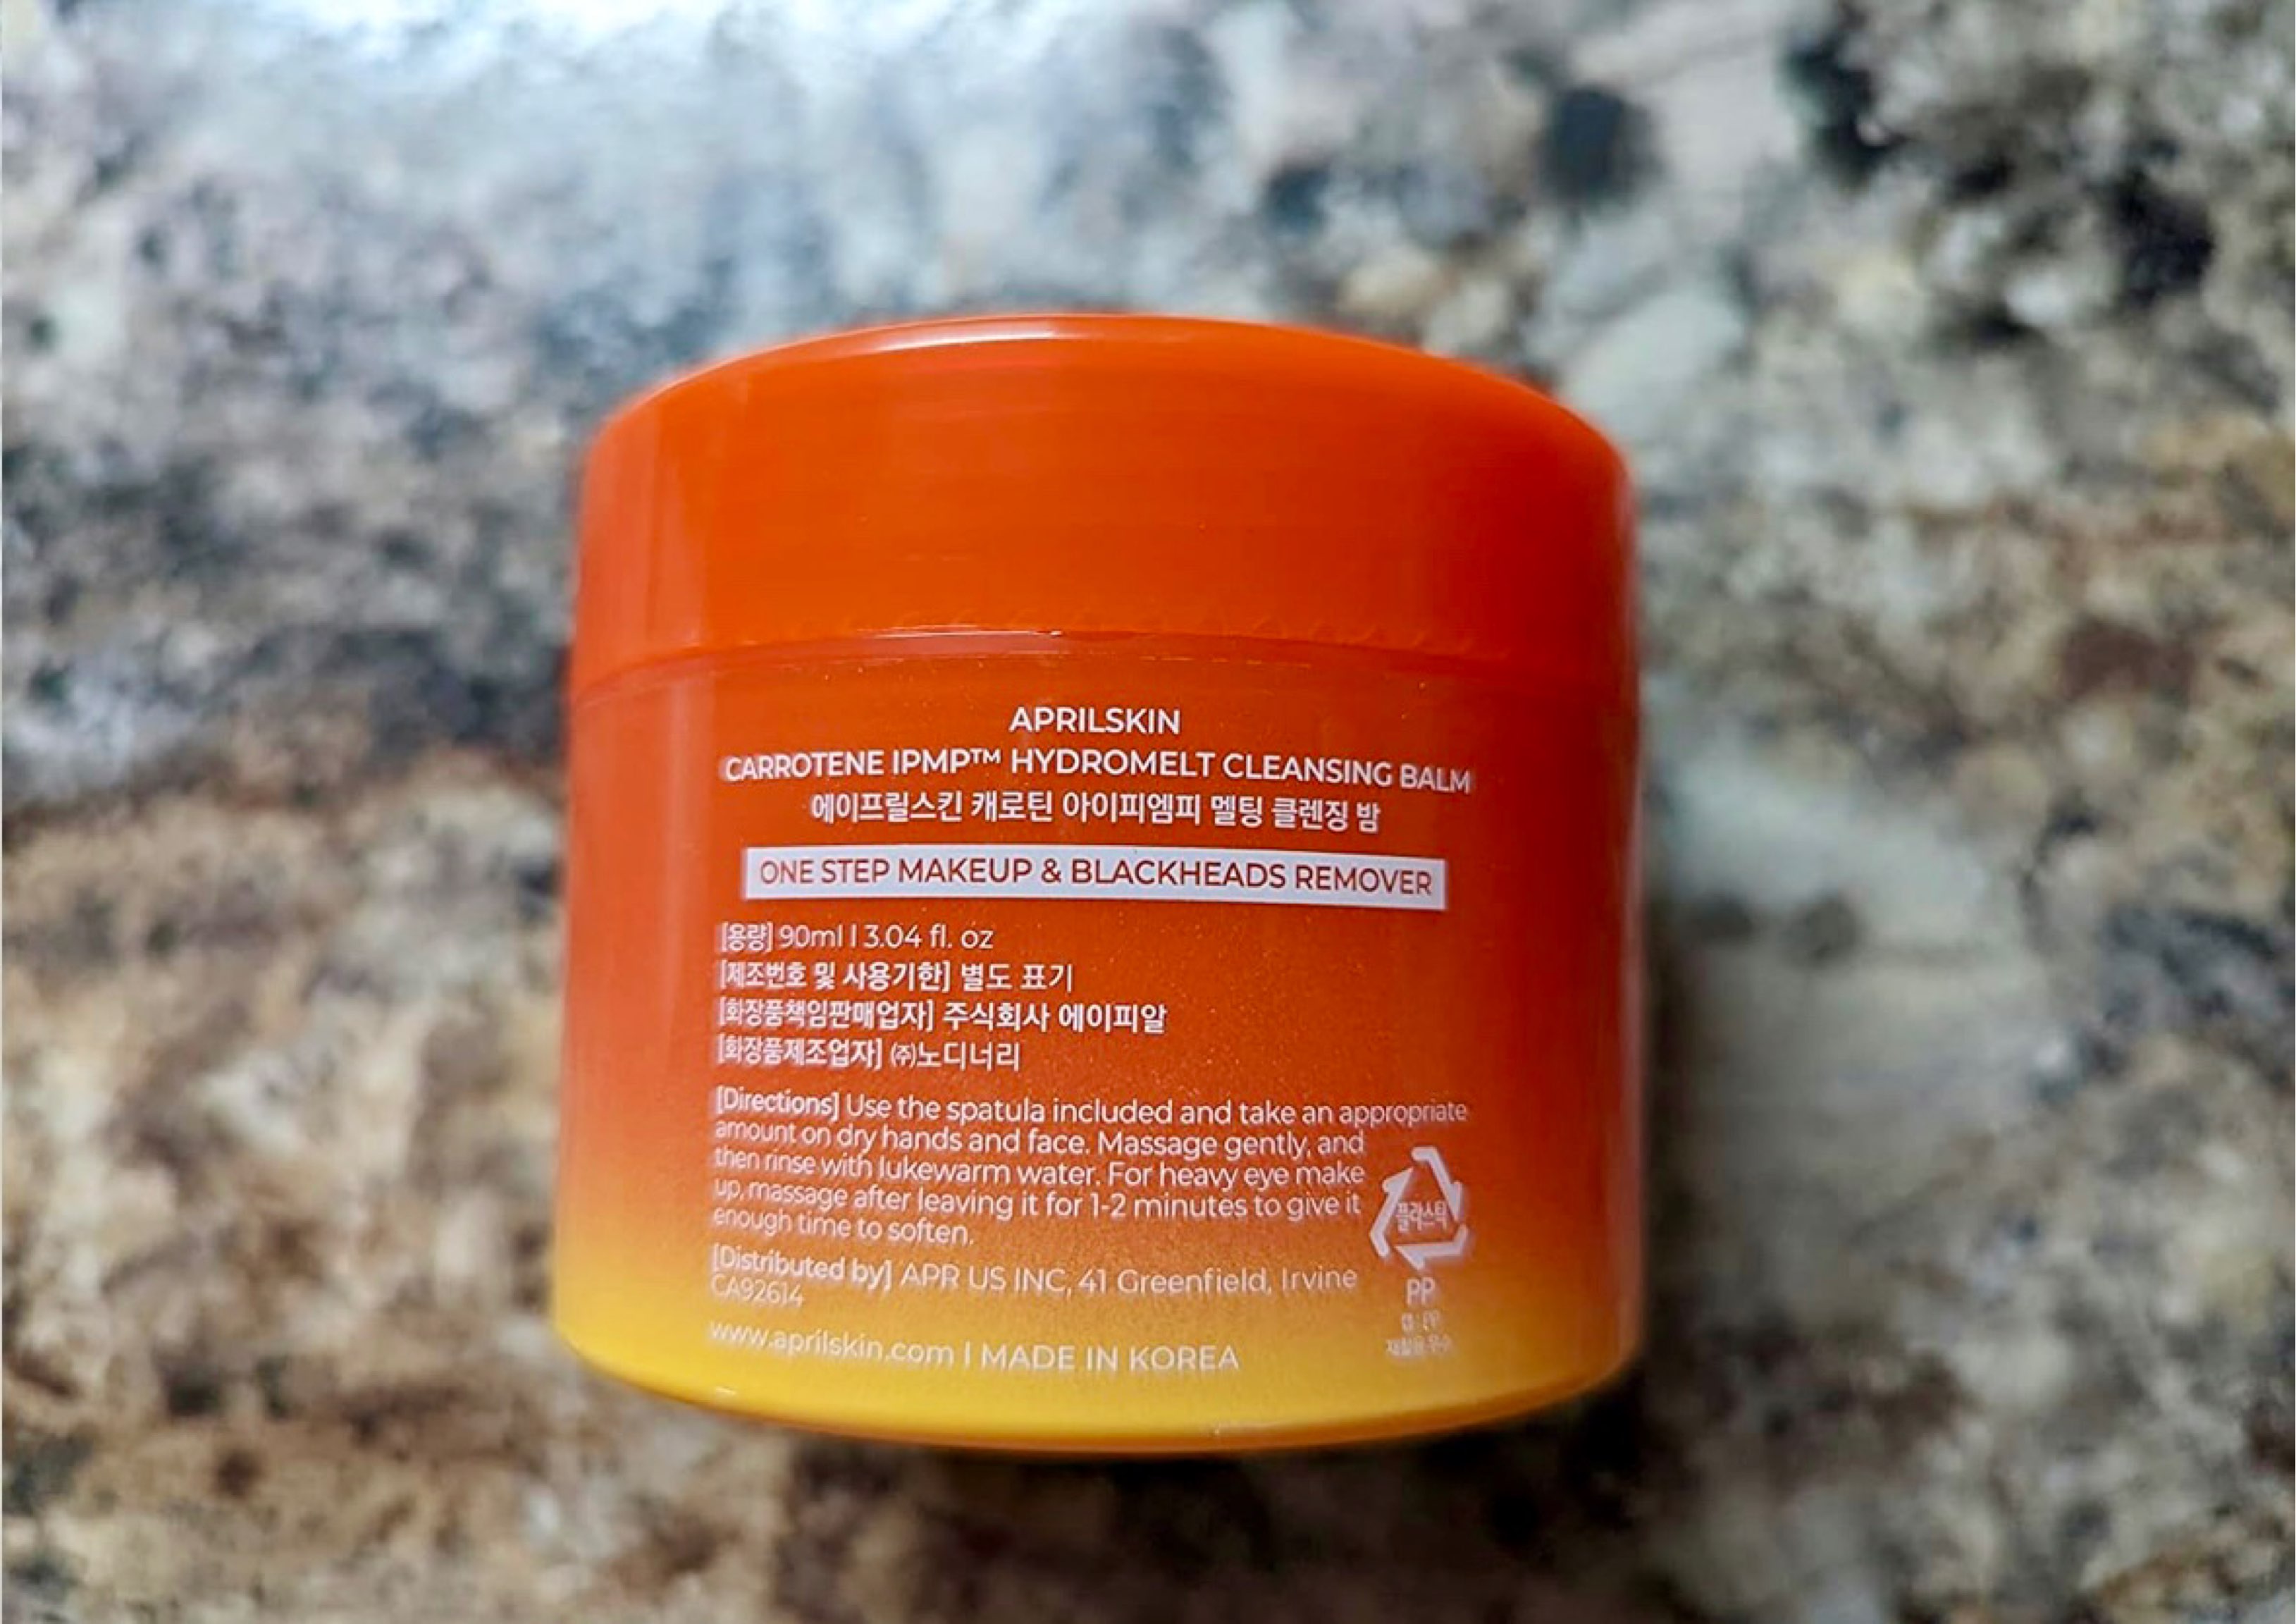 APRILSKIN
CARROTENE IPMP™ HYDROMELT CLEANSING BALM
에이프릴스킨 캐로틴 아이피엠피 멜팅 클렌징 밤
ONE STEP MAKEUP & BLACKHEADS REMOVER
[용량] 90ml l 3.04 fl. oz
[제조번호 및 사용기한] 별도 표기
[화장품책임판매업자] 주식회사 에이피알
[화장품제조업자] ㈜노디너리
[Directions] Use the spatula included and take an appropriate
amount on dry hands and face. Massage gently, and
then rinse with lukewarm water. For heavy eye make
up, massage after leaving it for 1-2 minutes to give it
enough time to soften.
[Distributed by] APR US INC, 41 Greenfield, Irvine
CA92614
www.aprilskin.com l MADE IN KOREA
플라스틱
PP
재활용 우수